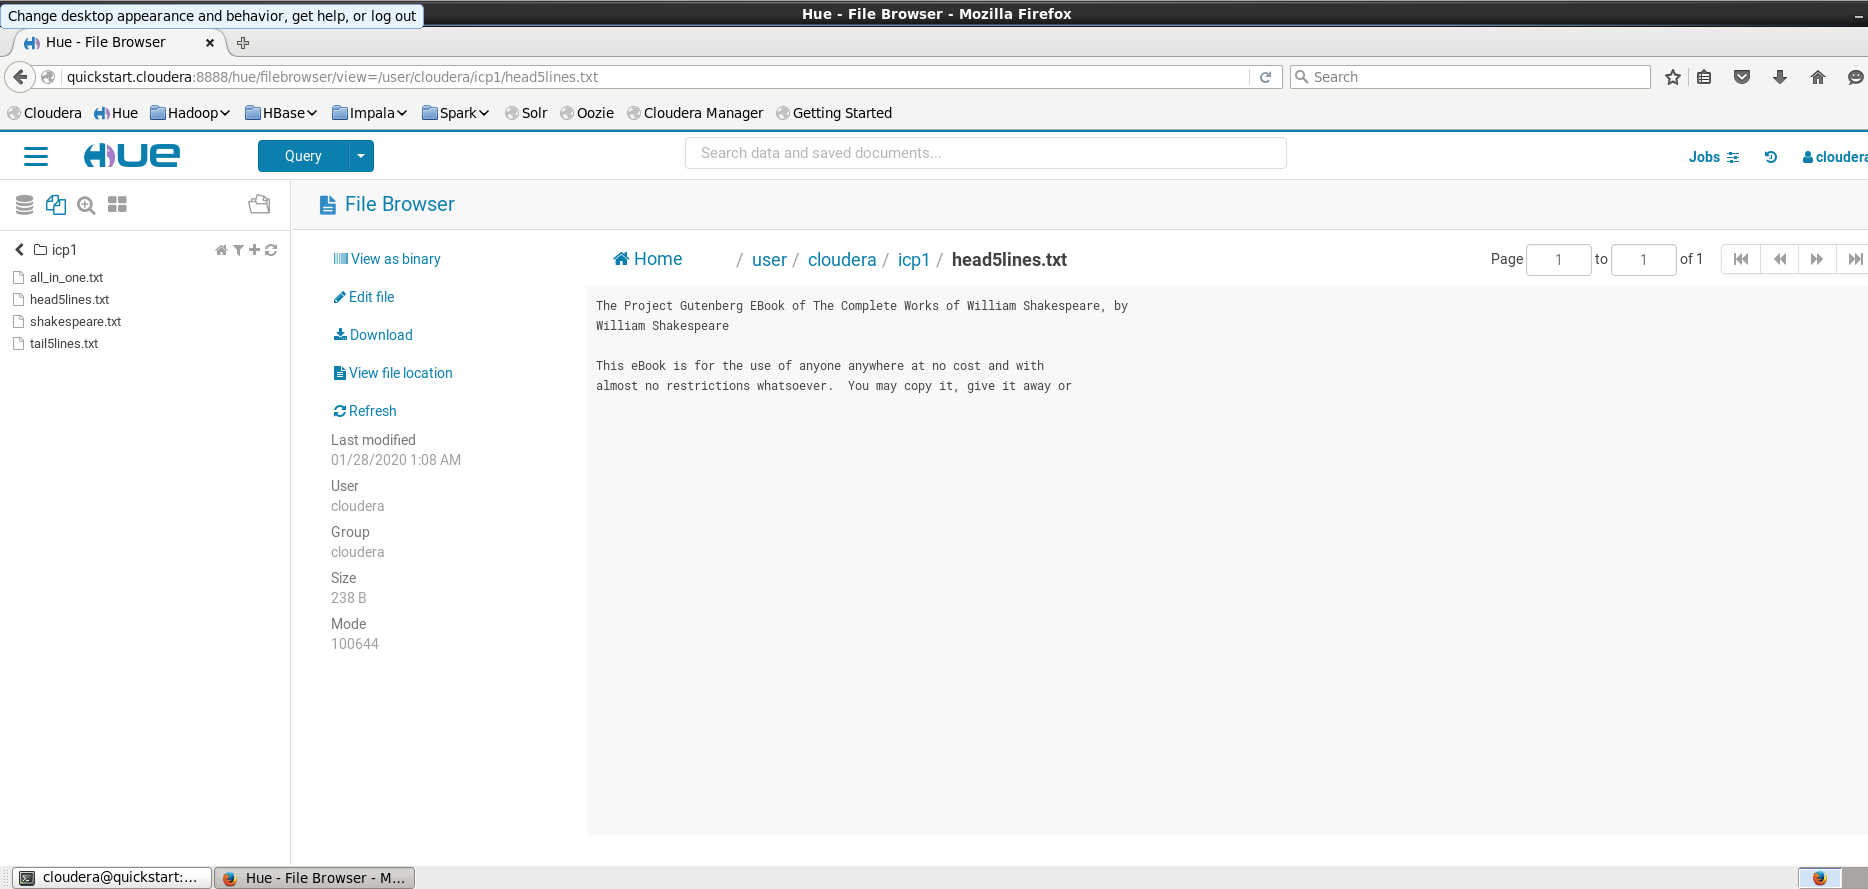 Change desktop appearance and behavior, get help, or log out
Hue - File Browser - Mozilla Firefox
Hue - File Browser
quickstart.cloudera:8888/hue/filebrowser/view=/user/cloudera/icp1/head5lines.txt
Search
Cloudera Hue Hadoop HBase Impala Spark Solr Oozie Cloudera Manager Getting Started
HUE Query Search data and saved documents... Jobs cloudera
File Browser
icp1
all_in_one.txt
head5lines.txt
shakespeare.txt
tail5lines.txt
View as binary
Edit file
Download
View file location
Refresh
Last modified
01/28/2020 1:08 AM
User
cloudera
Group
cloudera
Size
238 B
Mode
100644
Home / user / cloudera / icp1 / head5lines.txt
Page 1 to 1 of 1
The Project Gutenberg EBook of The Complete Works of William Shakespeare, by
William Shakespeare
This eBook is for the use of anyone anywhere at no cost and with
almost no restrictions whatsoever.  You may copy it, give it away or
cloudera@quickstart:...
Hue - File Browser - M...